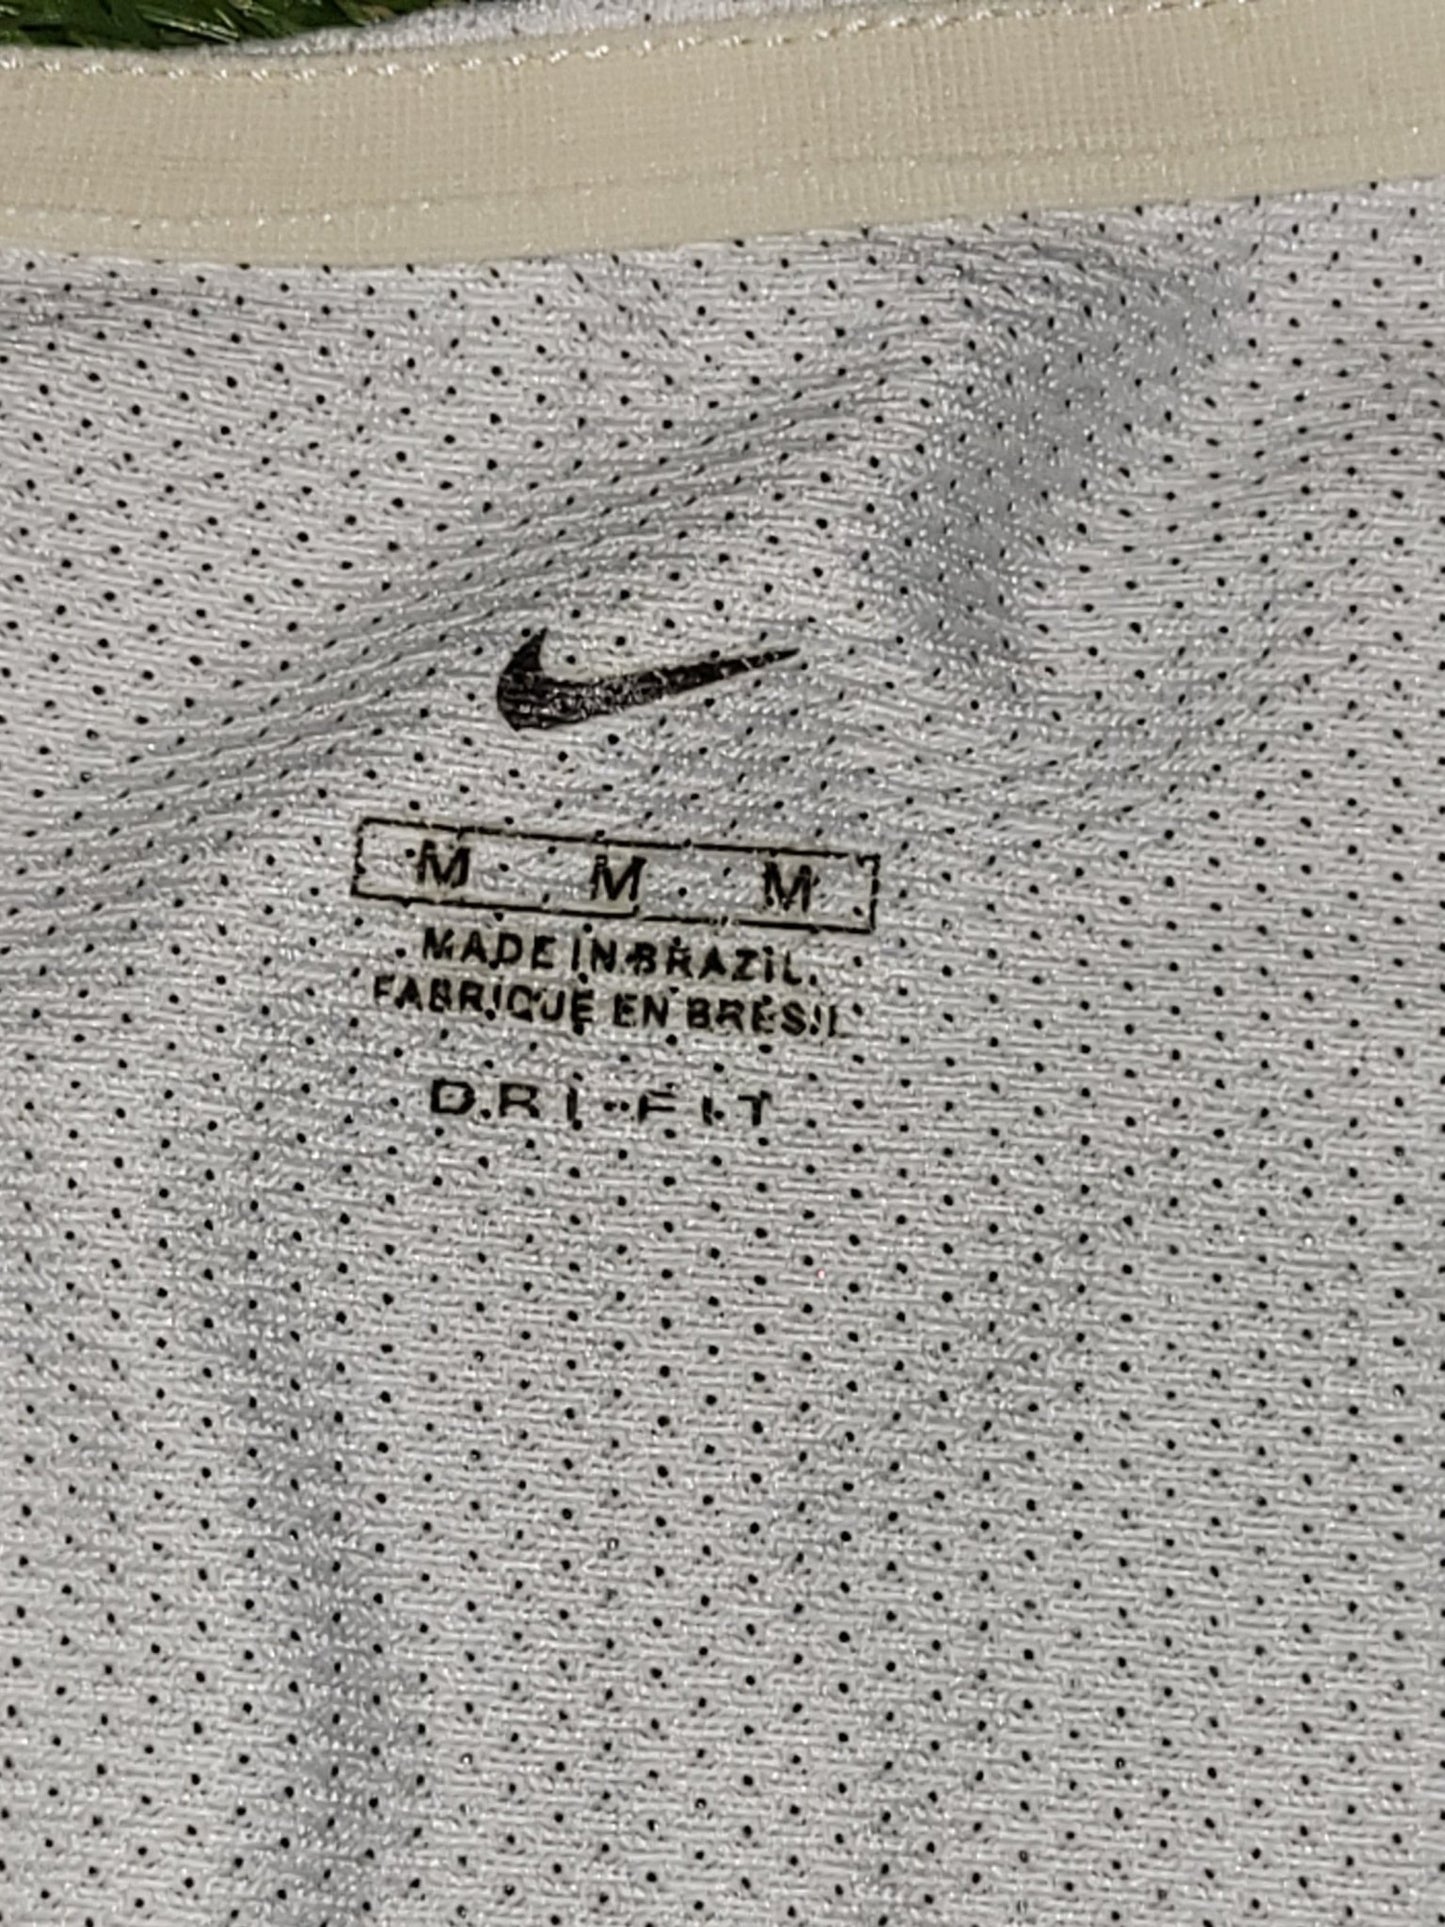 M M M
MADE IN BRAZIL
FABRIQUE EN BRESIL
DRI-FIT